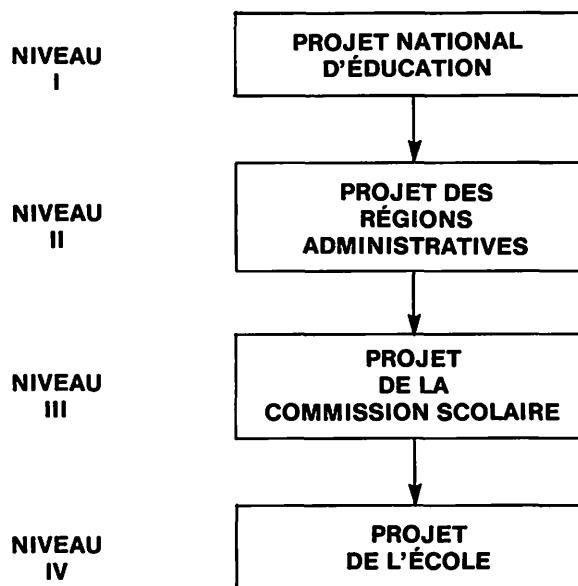 NIVEAU
I
PROJET NATIONAL
D'ÉDUCATION
NIVEAU
II
PROJET DES
RÉGIONS
ADMINISTRATIVES
NIVEAU
III
PROJET
DE LA
COMMISSION SCOLAIRE
NIVEAU
IV
PROJET
DE L'ÉCOLE